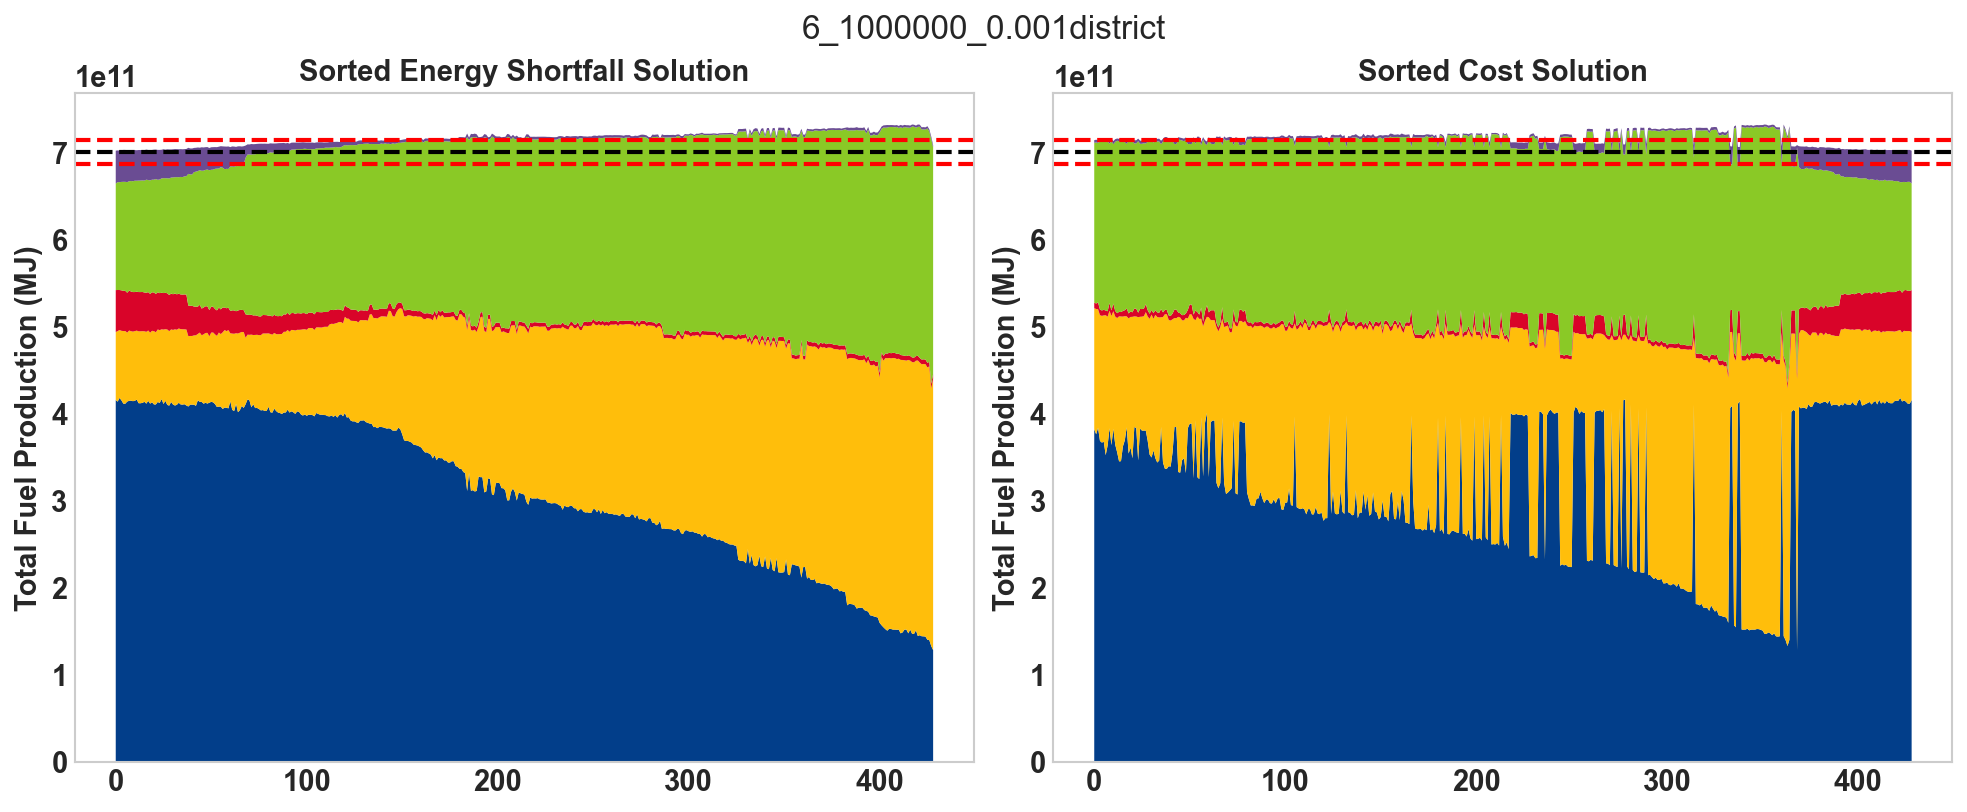 6_1000000_0.001district
Sorted Energy Shortfall Solution
1e11
Total Fuel Production (MJ)
7
6
5
4
3
2
1
0
0 100 200 300 400
Sorted Cost Solution
1e11
Total Fuel Production (MJ)
7
6
5
4
3
2
1
0
0 100 200 300 400